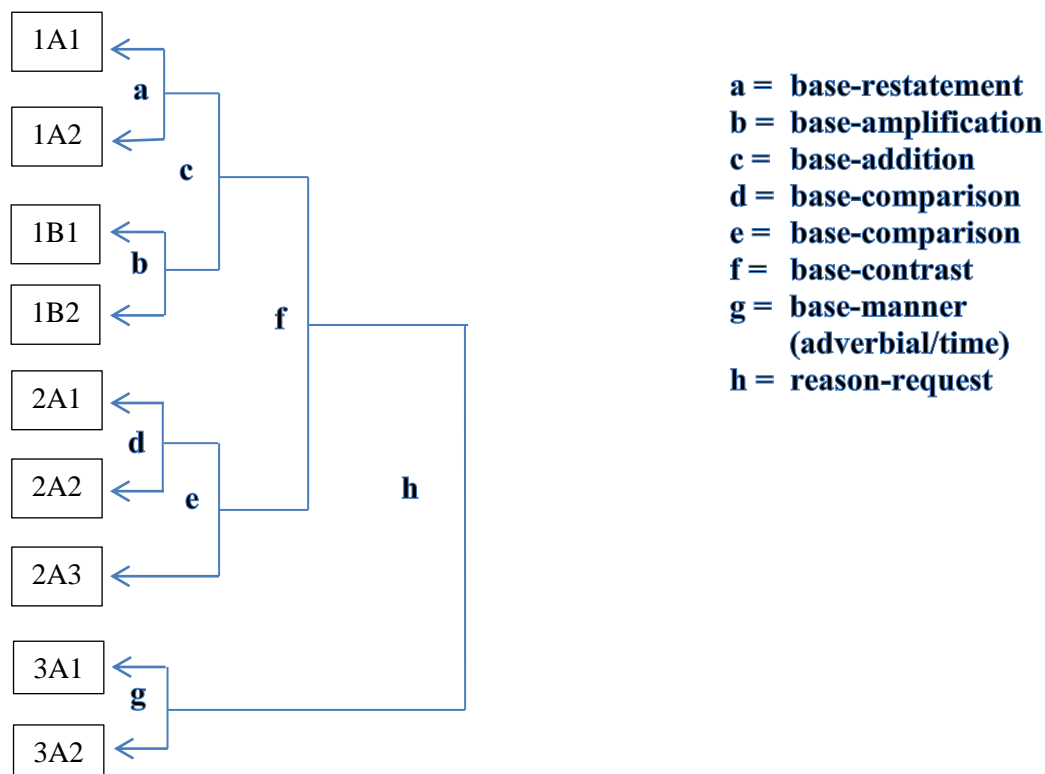 1A1
a
1A2
c
1B1
b
1B2
f
2A1
d
2A2
e
h
2A3
3A1
g
3A2
a = base-restatement
b = base-amplification
c = base-addition
d = base-comparison
e = base-comparison
f = base-contrast
g = base-manner
(adverbial/time)
h = reason-request